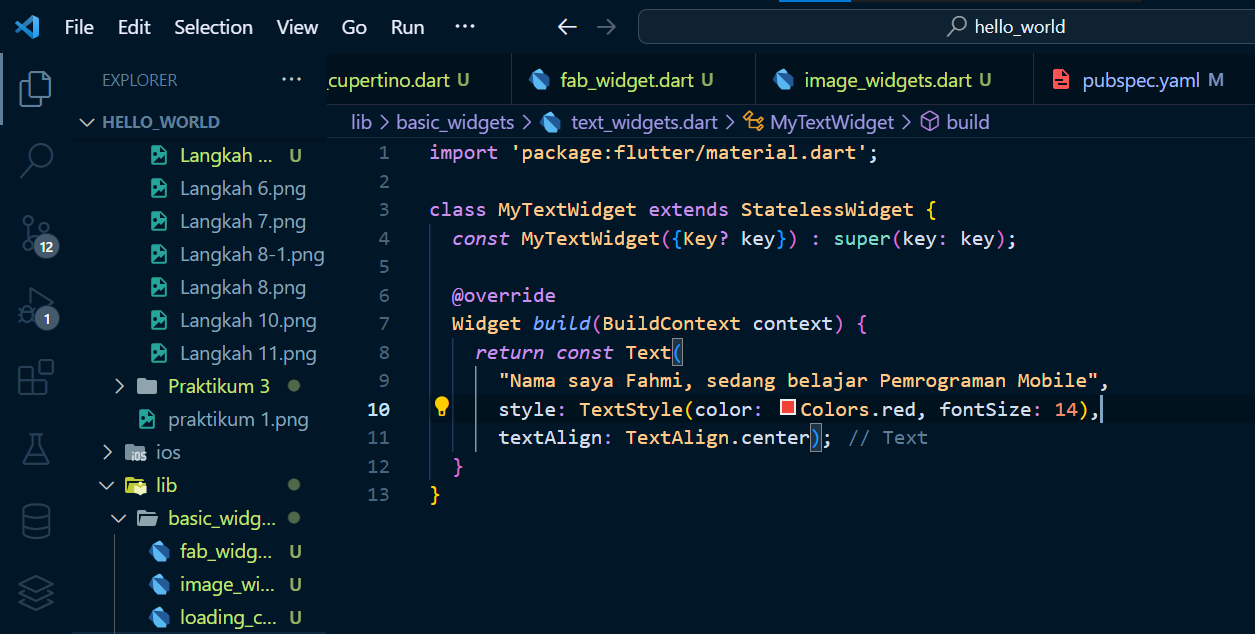 File Edit Selection View Go Run ··· hello_world
EXPLORER ···
HELLO_WORLD
Langkah ... U
Langkah 6.png
Langkah 7.png
Langkah 8-1.png
Langkah 8.png
Langkah 10.png
Langkah 11.png
Praktikum 3
praktikum 1.png
ios
lib
basic_widg...
fab_widg... U
image_wi... U
loading_c... U
12
1
_cupertino.dart U fab_widget.dart U image_widgets.dart U pubspec.yaml M
lib > basic_widgets > text_widgets.dart > MyTextWidget > build
1 import 'package:flutter/material.dart';
2
3 class MyTextWidget extends StatelessWidget {
4 const MyTextWidget({Key? key}) : super(key: key);
5
6 @override
7 Widget build(BuildContext context) {
8 return const Text(
9 "Nama saya Fahmi, sedang belajar Pemrograman Mobile",
10 style: TextStyle(color: Colors.red, fontSize: 14),
11 textAlign: TextAlign.center); // Text
12 }
13 }